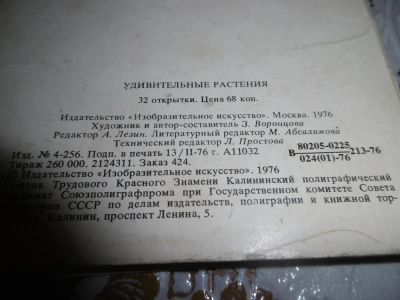 УДИВИТЕЛЬНЫЕ РАСТЕНИЯ
32 открытки. Цена 68 коп.
Издательство «Изобразительное искусство». Москва. 1976
Художник и автор-составитель З. Воронцова
Редактор А. Лезин. Литературный редактор М. Абсалямова
Технический редактор Л. Простова
Изд. № 4-256. Подп. в печать 13/II-76 г. А11032
Тираж 260 000. 2124311. Заказ 424.
В 80205-0225 213-76
024(01)-76
© Издательство «Изобразительное искусство». 1976
Трудового Красного Знамени Калининский полиграфический
Союзполиграфпрома при Государственном комитете Совета
СССР по делам издательств, полиграфии и книжной тор-
Калинин, проспект Ленина, 5.